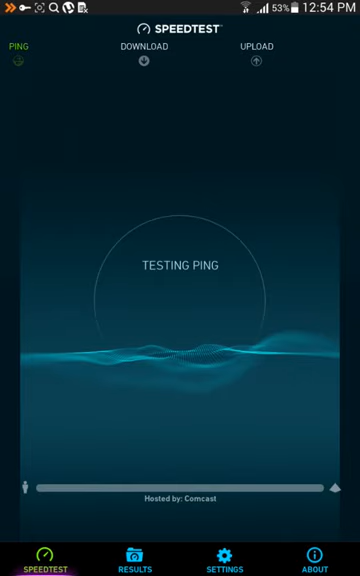 53% 12:54 PM
SPEEDTEST
PING DOWNLOAD UPLOAD
TESTING PING
Hosted by: Comcast
SPEEDTEST RESULTS SETTINGS ABOUT